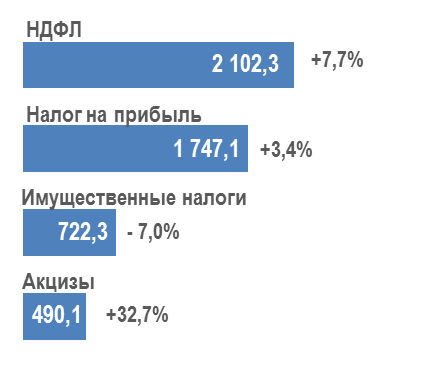 НДФЛ
2 102,3 +7,7%
Налог на прибыль
1 747,1 +3,4%
Имущественные налоги
722,3 - 7,0%
Акцизы
490,1 +32,7%